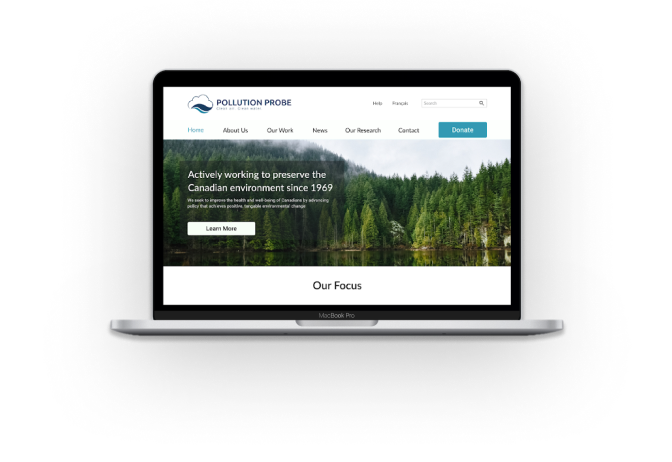 POLLUTION PROBE
clean air. clean water.
Help Français Search
Home About Us Our Work News Our Research Contact Donate
Actively working to preserve the
Canadian environment since 1969
We seek to improve the health and well-being of Canadians by advancing
policy that achieves positive, tangible environmental change
Learn More
Our Focus
MacBook Pro